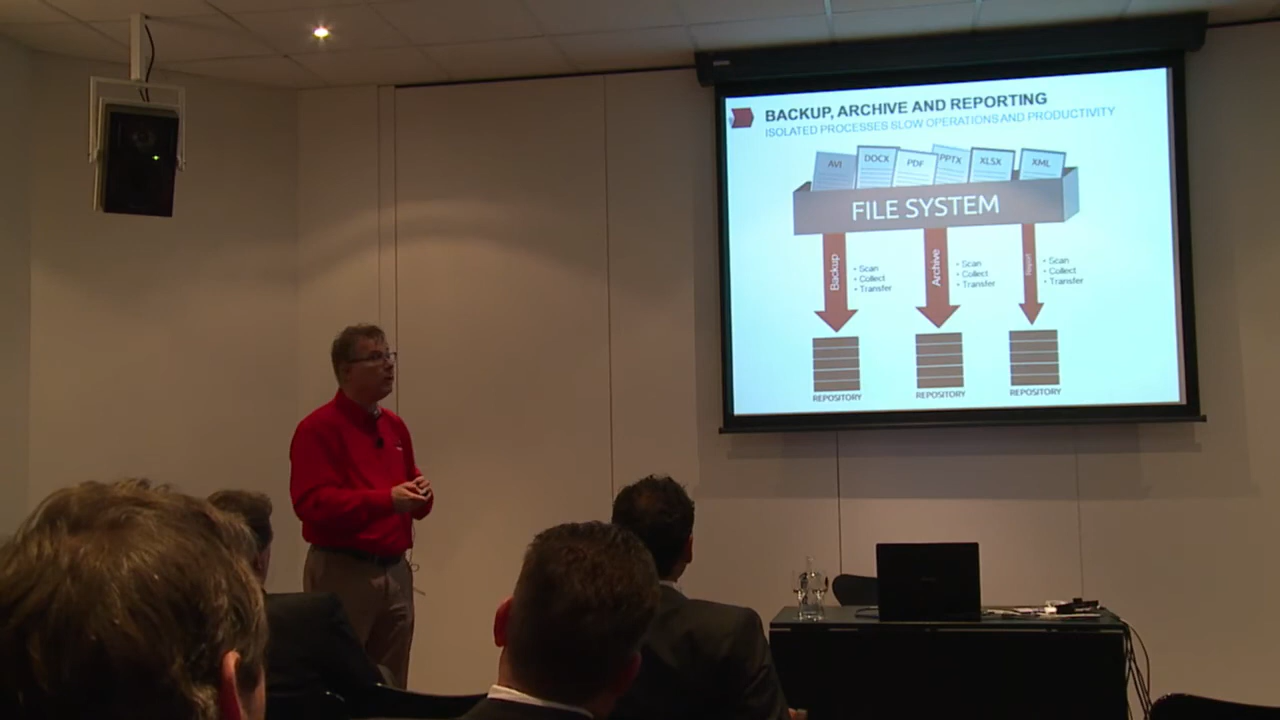 BACKUP, ARCHIVE AND REPORTING
ISOLATED PROCESSES SLOW OPERATIONS AND PRODUCTIVITY
AVI
DOCX
PDF
PPTX
XLSX
XML
FILE SYSTEM
Backup
• Scan
• Collect
• Transfer
Archive
• Scan
• Collect
• Transfer
Report
• Scan
• Collect
• Transfer
REPOSITORY
REPOSITORY
REPOSITORY